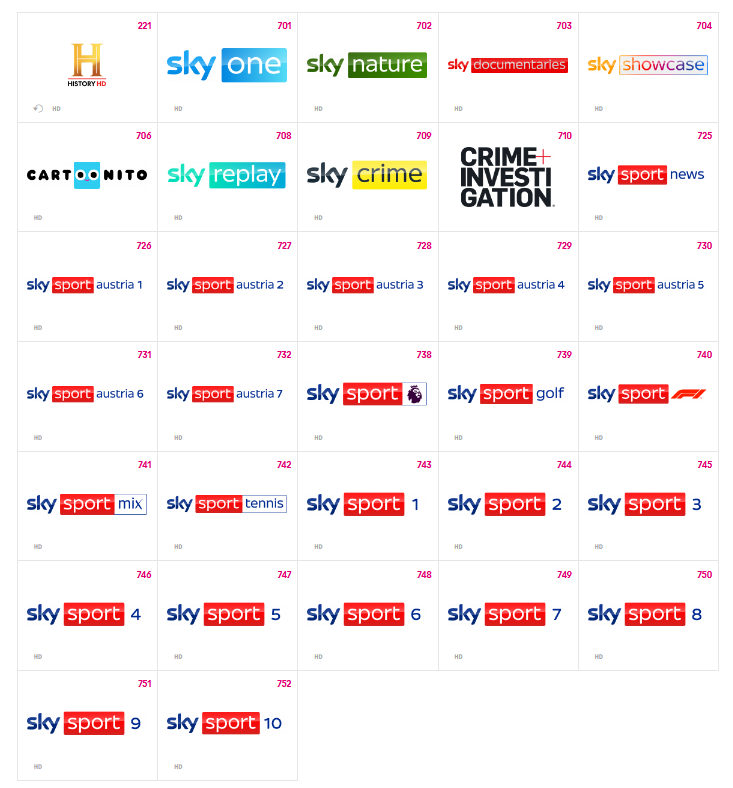 221
H
HISTORY HD
HD
701
sky one
HD
702
sky nature
HD
703
sky documentaries
HD
704
sky showcase
HD
706
CARTOONITO
HD
708
sky replay
HD
709
sky crime
HD
710
CRIME+
INVESTI
GATION
725
sky sport news
HD
726
sky sport austria 1
HD
727
sky sport austria 2
HD
728
sky sport austria 3
HD
729
sky sport austria 4
HD
730
sky sport austria 5
HD
731
sky sport austria 6
HD
732
sky sport austria 7
HD
738
sky sport
HD
739
sky sport golf
HD
740
sky sport F1
HD
741
sky sport mix
HD
742
sky sport tennis
HD
743
sky sport 1
HD
744
sky sport 2
HD
745
sky sport 3
HD
746
sky sport 4
HD
747
sky sport 5
HD
748
sky sport 6
HD
749
sky sport 7
HD
750
sky sport 8
HD
751
sky sport 9
HD
752
sky sport 10
HD